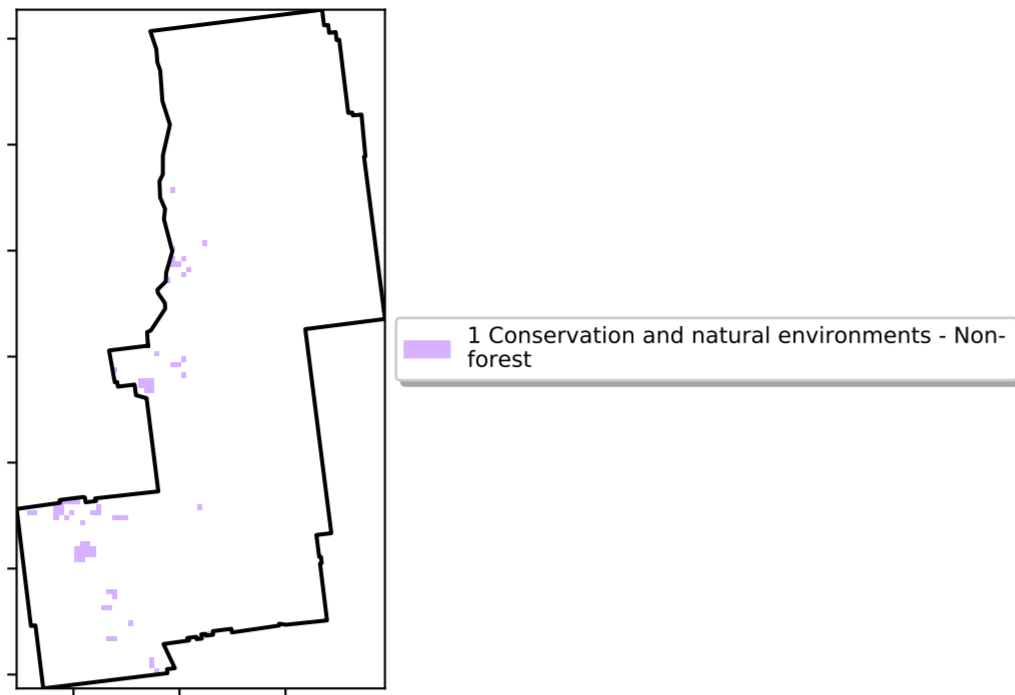 1 Conservation and natural environments - Non-
forest